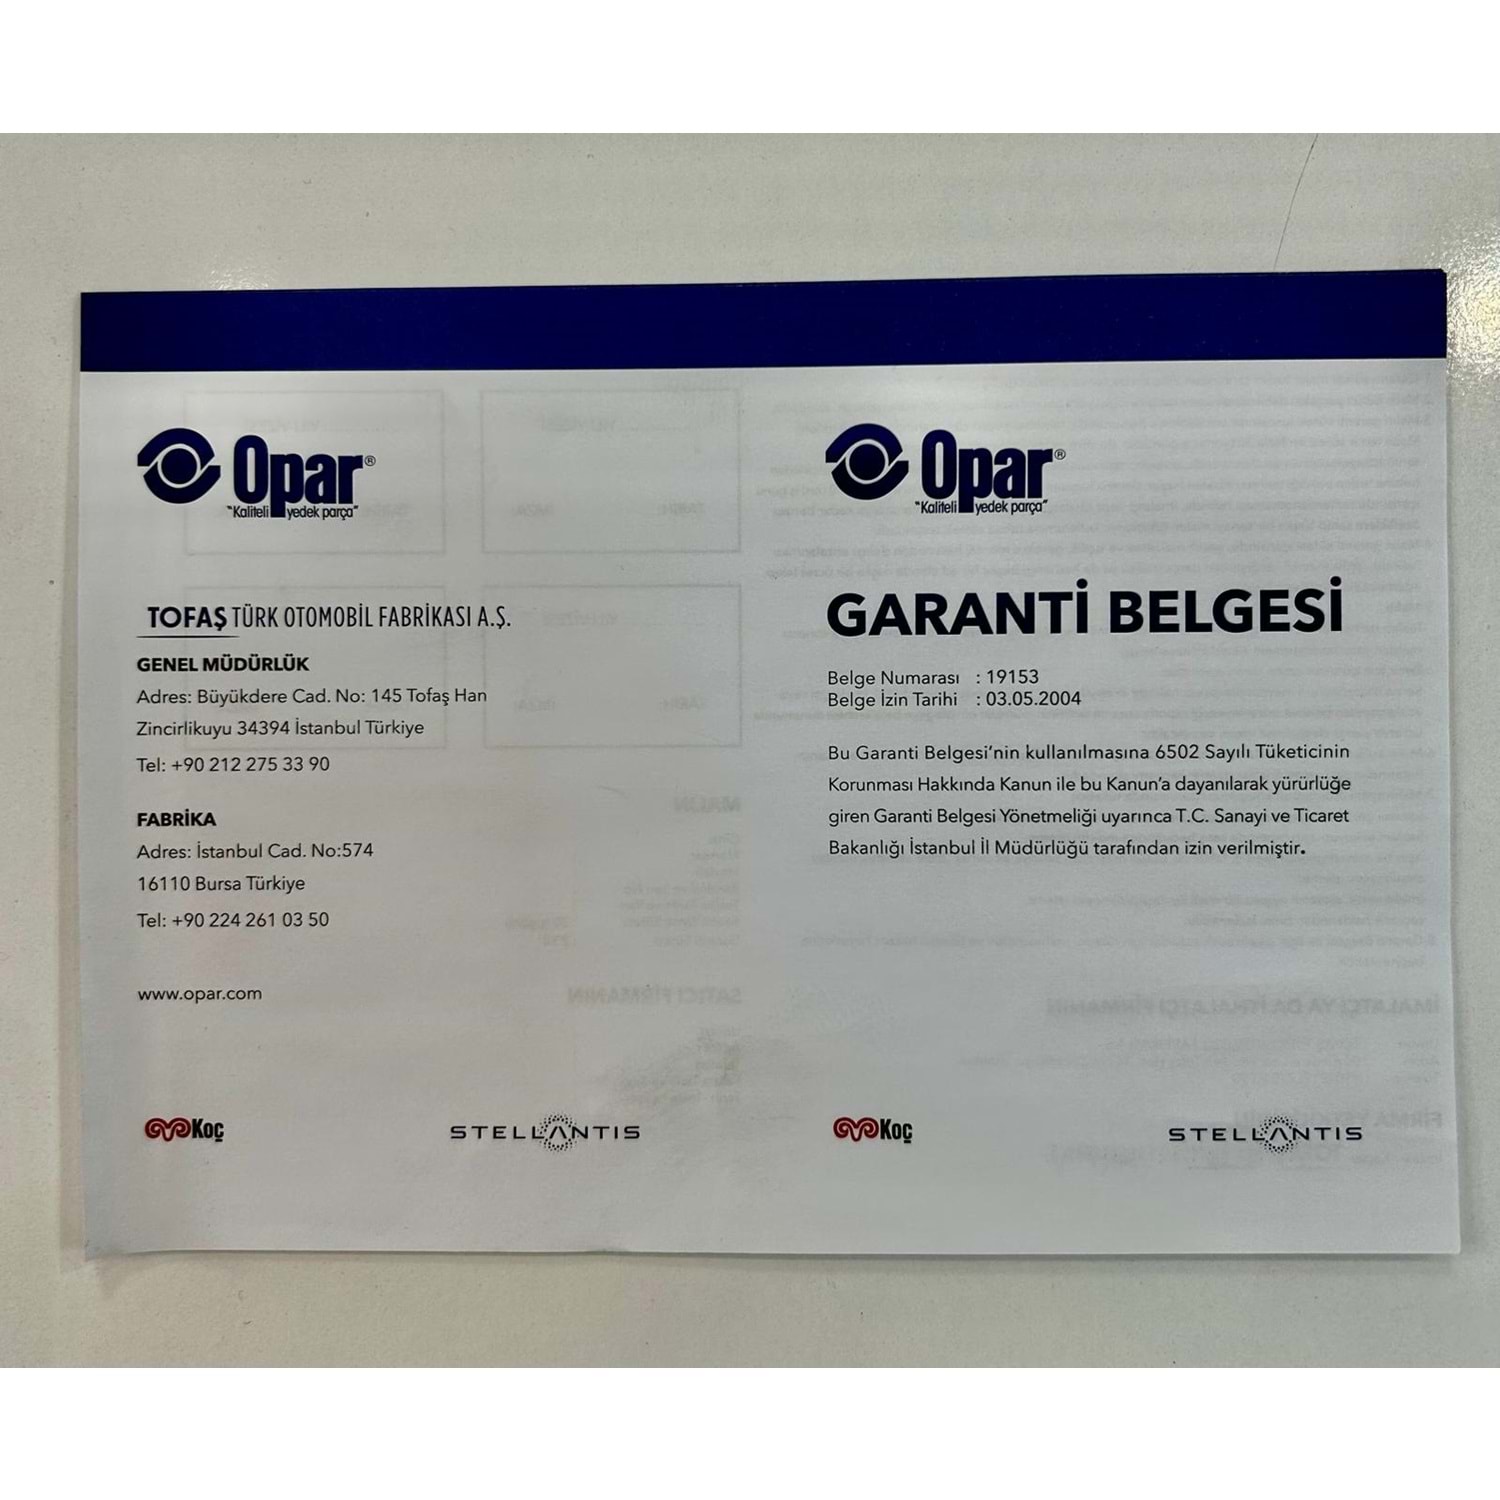 Opar®
"Kaliteli yedek parça"
TOFAŞ TÜRK OTOMOBİL FABRİKASI A.Ş.
GENEL MÜDÜRLÜK
Adres: Büyükdere Cad. No: 145 Tofaş Han
Zincirlikuyu 34394 İstanbul Türkiye
Tel: +90 212 275 33 90
FABRİKA
Adres: İstanbul Cad. No:574
16110 Bursa Türkiye
Tel: +90 224 261 03 50
www.opar.com
Koç
STELLANTIS
Opar®
"Kaliteli yedek parça"
GARANTİ BELGESİ
Belge Numarası : 19153
Belge İzin Tarihi : 03.05.2004
Bu Garanti Belgesi'nin kullanılmasına 6502 Sayılı Tüketicinin
Korunması Hakkında Kanun ile bu Kanun'a dayanılarak yürürlüğe
giren Garanti Belgesi Yönetmeliği uyarınca T.C. Sanayi ve Ticaret
Bakanlığı İstanbul İl Müdürlüğü tarafından izin verilmiştir.
Koç
STELLANTIS